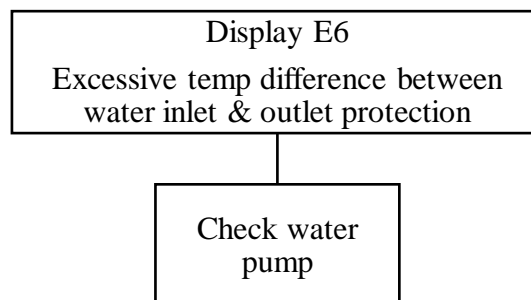 Display E6
Excessive temp difference between
water inlet & outlet protection
Check water
pump